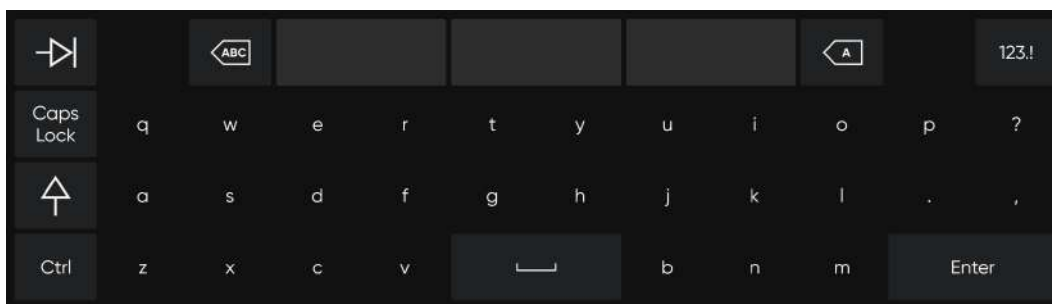 ABC A 123.!
Caps Lock q w e r t y u i o p ?
a s d f g h j k l . ,
Ctrl z x c v b n m Enter